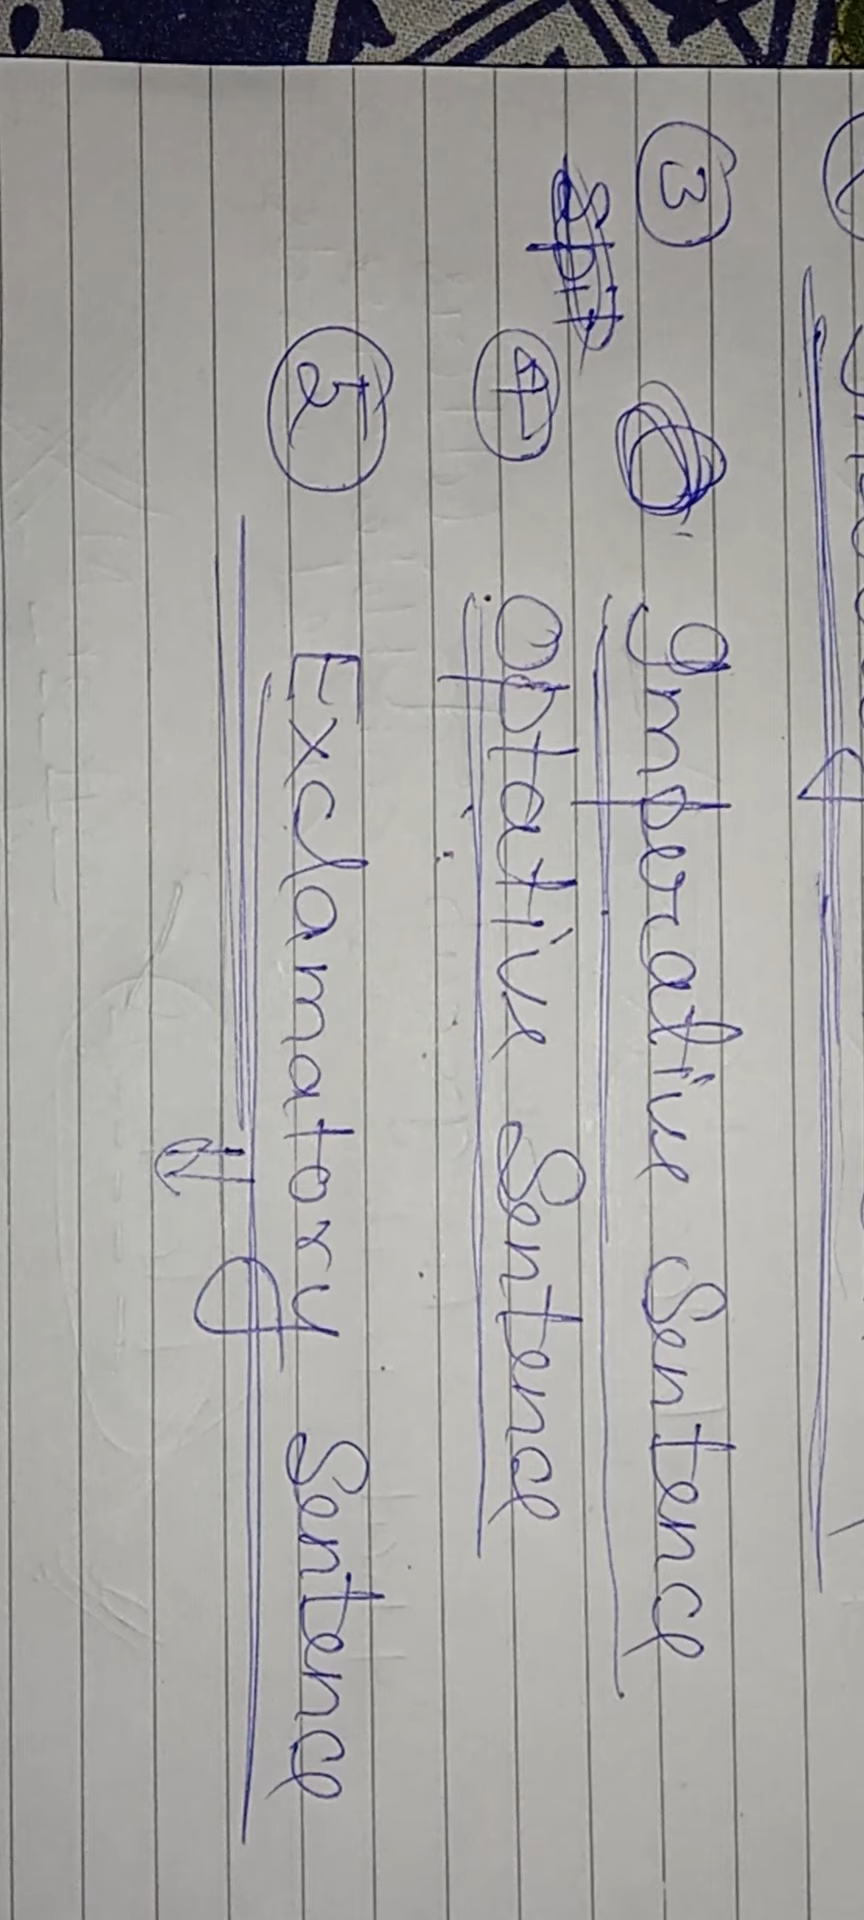 ③ Imperative Sentence
④ Optative Sentence
⑤ Exclamatory Sentence